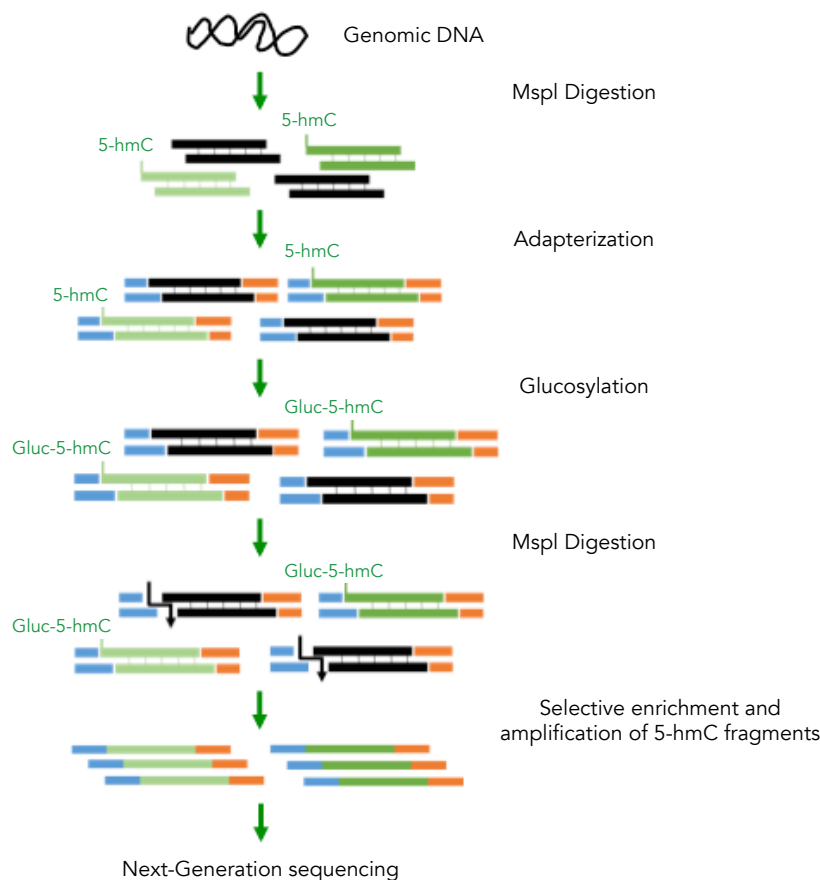 Genomic DNA
MspI Digestion
5-hmC
5-hmC
Adapterization
5-hmC
5-hmC
Glucosylation
Gluc-5-hmC
Gluc-5-hmC
MspI Digestion
Gluc-5-hmC
Gluc-5-hmC
Selective enrichment and
amplification of 5-hmC fragments
Next-Generation sequencing